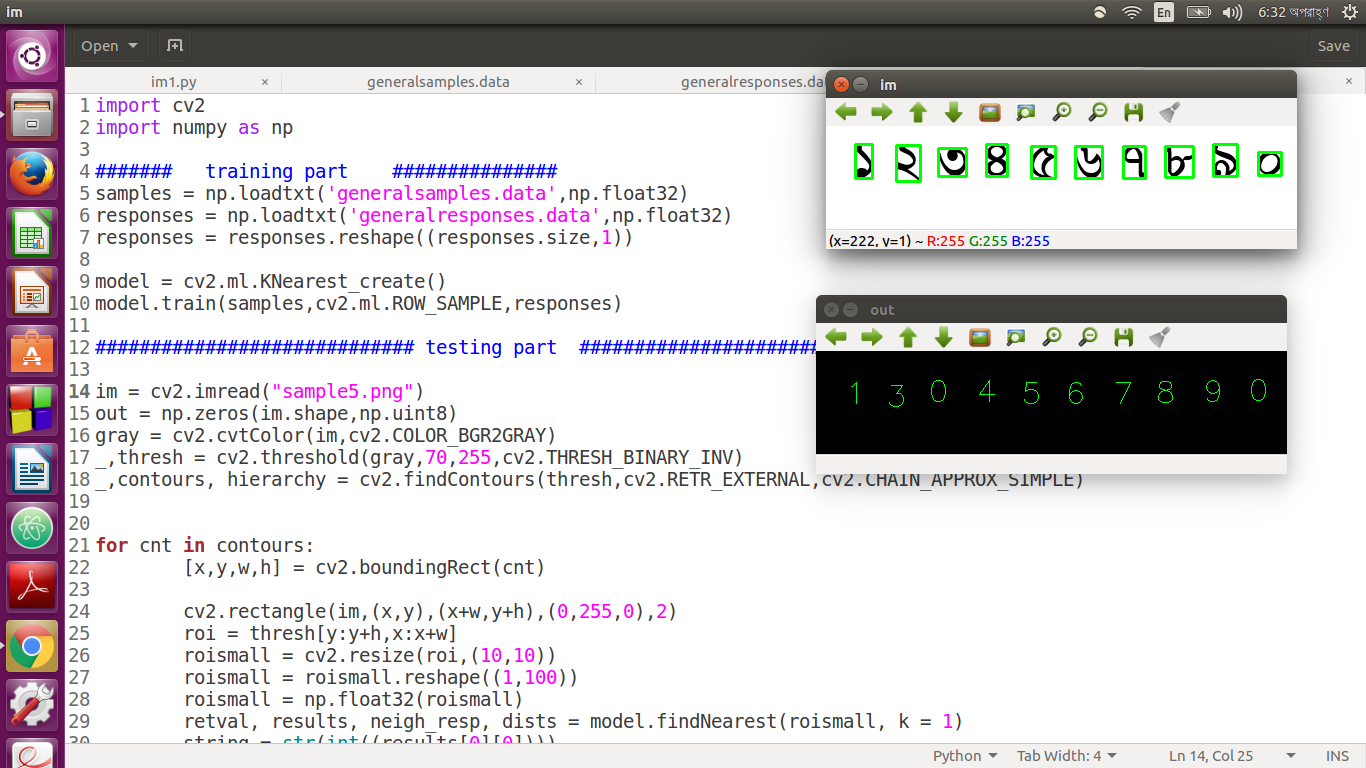 im
En
6:32 অপরাহ্ণ
Open
Save
im1.py
generalsamples.data
1 import cv2
2 import numpy as np
3
4 #######   training part    ###############
5 samples = np.loadtxt('generalsamples.data',np.float32)
6 responses = np.loadtxt('generalresponses.data',np.float32)
7 responses = responses.reshape((responses.size,1))
8
9 model = cv2.ml.KNearest_create()
10 model.train(samples,cv2.ml.ROW_SAMPLE,responses)
11
12 ############################# testing part  ######################
13
14 im = cv2.imread("sample5.png")
15 out = np.zeros(im.shape,np.uint8)
16 gray = cv2.cvtColor(im,cv2.COLOR_BGR2GRAY)
17 _,thresh = cv2.threshold(gray,70,255,cv2.THRESH_BINARY_INV)
18 _,contours, hierarchy = cv2.findContours(thresh,cv2.RETR_EXTERNAL,cv2.CHAIN_APPROX_SIMPLE)
19
20
21 for cnt in contours:
22         [x,y,w,h] = cv2.boundingRect(cnt)
23
24         cv2.rectangle(im,(x,y),(x+w,y+h),(0,255,0),2)
25         roi = thresh[y:y+h,x:x+w]
26         roismall = cv2.resize(roi,(10,10))
27         roismall = roismall.reshape((1,100))
28         roismall = np.float32(roismall)
29         retval, results, neigh_resp, dists = model.findNearest(roismall, k = 1)
30         string = str(int((results[0][0])))
im
১ ২ ৩ ৪ ৫ ৬ ৭ ৮ ৯ ০
(x=222, y=1) ~ R:255 G:255 B:255
out
1 3 0 4 5 6 7 8 9 0
Python
Tab Width: 4
Ln 14, Col 25
INS